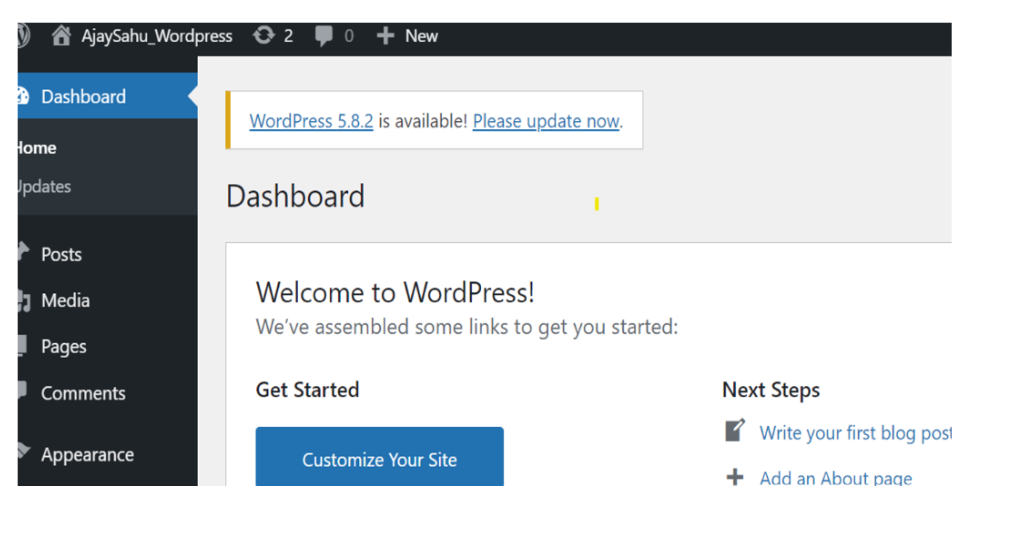 AjaySahu_Wordpress 2 0 New
Dashboard
Home
Updates
Posts
Media
Pages
Comments
Appearance
WordPress 5.8.2 is available! Please update now.
Dashboard
Welcome to WordPress!
We've assembled some links to get you started:
Get Started
Customize Your Site
Next Steps
Write your first blog post
Add an About page